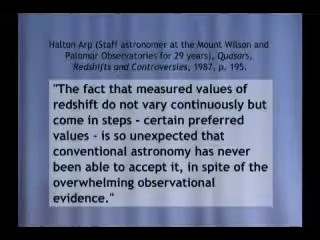 Halton Arp (Staff astronomer at the Mount Wilson and
Palomar Observatories for 29 years), Quasars,
Redshifts and Controversies, 1987, p. 195.
"The fact that measured values of
redshift do not vary continuously but
come in steps - certain preferred
values - is so unexpected that
conventional astronomy has never
been able to accept it, in spite of the
overwhelming observational
evidence."